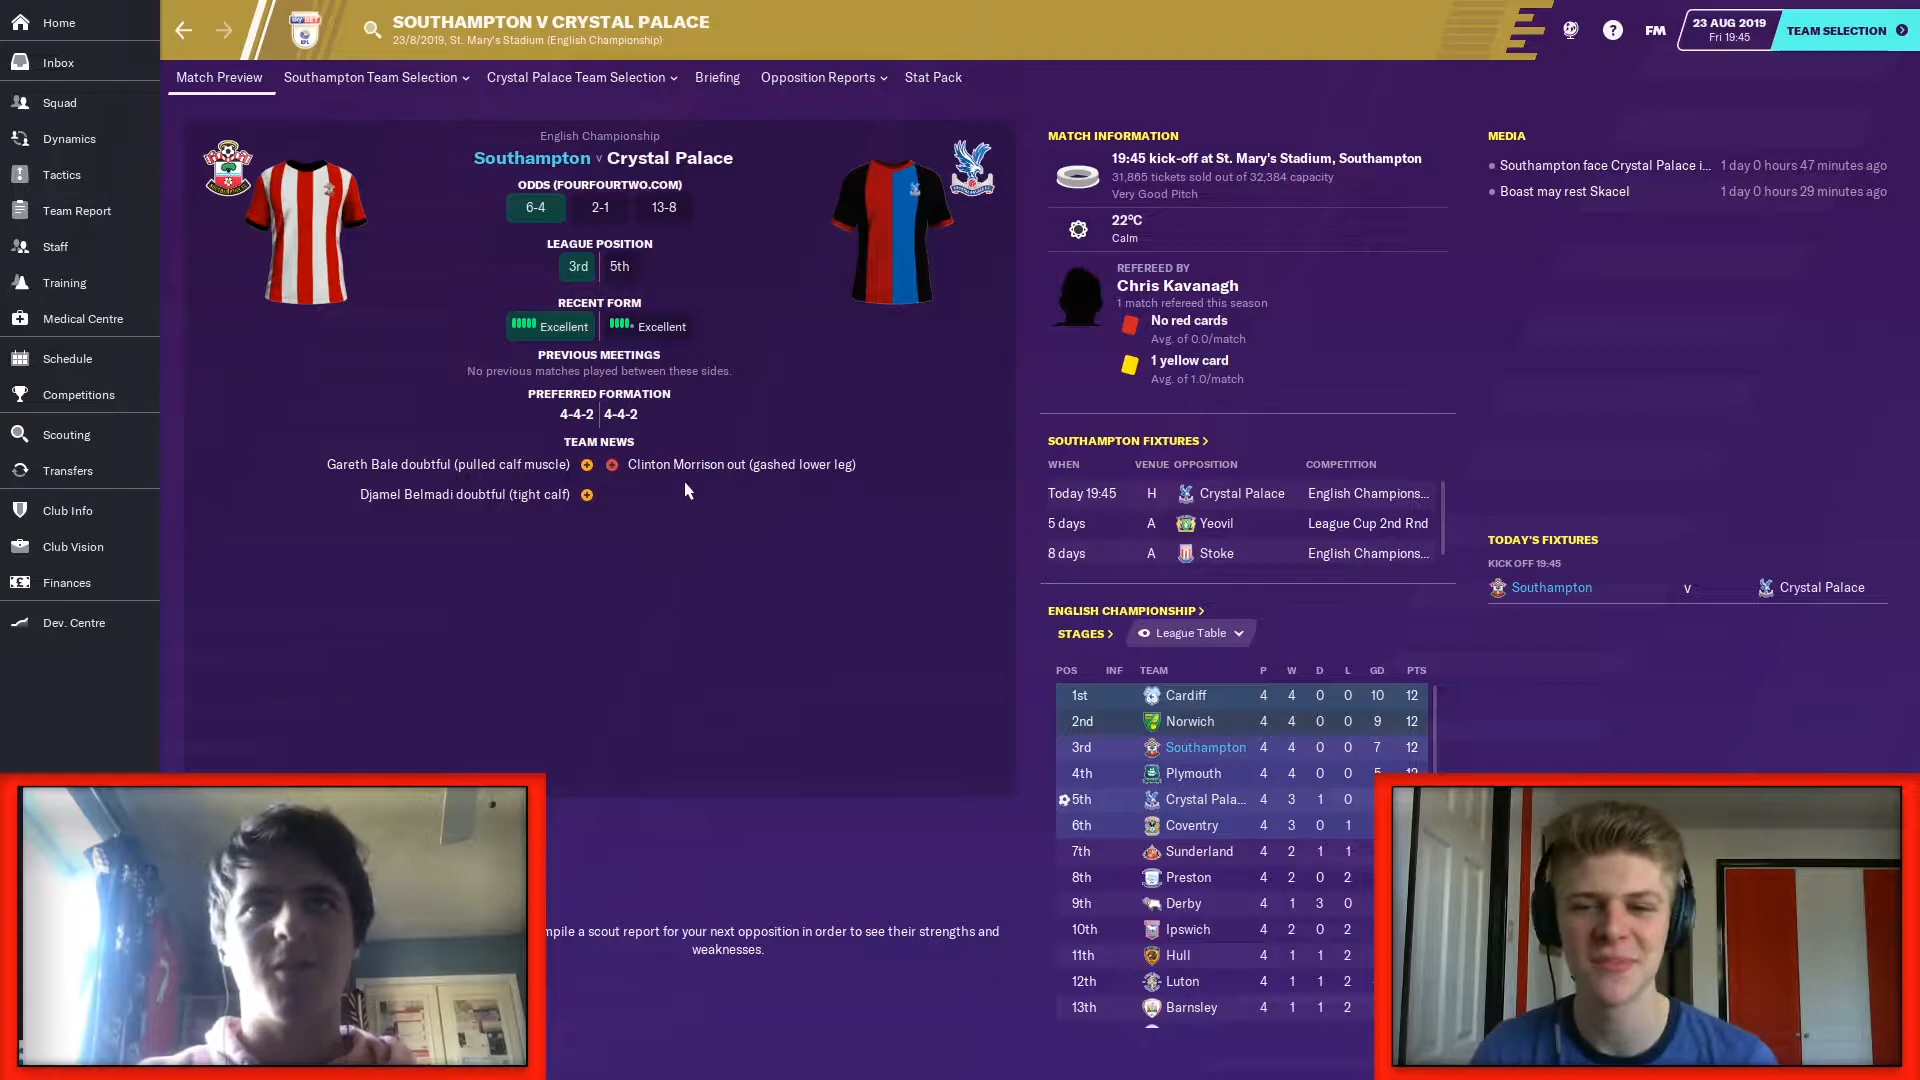 Home
Inbox
Squad
Dynamics
Tactics
Team Report
Staff
Training
Medical Centre
Schedule
Competitions
Scouting
Transfers
Club Info
Club Vision
Finances
Dev. Centre
SOUTHAMPTON V CRYSTAL PALACE
23/8/2019, St. Mary's Stadium (English Championship)
?
FM
23 AUG 2019
Fri 19:45
TEAM SELECTION
Match Preview Southampton Team Selection Crystal Palace Team Selection Briefing Opposition Reports Stat Pack
English Championship
Southampton v Crystal Palace
ODDS (FOURFOURTWO.COM)
6-4 2-1 13-8
LEAGUE POSITION
3rd 5th
RECENT FORM
Excellent Excellent
PREVIOUS MEETINGS
No previous matches played between these sides.
PREFERRED FORMATION
4-4-2 4-4-2
TEAM NEWS
Gareth Bale doubtful (pulled calf muscle) Clinton Morrison out (gashed lower leg)
Djamel Belmadi doubtful (tight calf)
mpile a scout report for your next opposition in order to see their strengths and
weaknesses.
MATCH INFORMATION
19:45 kick-off at St. Mary's Stadium, Southampton
31,865 tickets sold out of 32,384 capacity
Very Good Pitch
22°C
Calm
REFEREED BY
Chris Kavanagh
1 match refereed this season
No red cards
Avg. of 0.0/match
1 yellow card
Avg. of 1.0/match
SOUTHAMPTON FIXTURES >
WHEN VENUE OPPOSITION COMPETITION
Today 19:45 H Crystal Palace English Champions...
5 days A Yeovil League Cup 2nd Rnd
8 days A Stoke English Champions...
ENGLISH CHAMPIONSHIP >
STAGES > League Table
POS INF TEAM P W D L GD PTS
1st Cardiff 4 4 0 0 10 12
2nd Norwich 4 4 0 0 9 12
3rd Southampton 4 4 0 0 7 12
4th Plymouth 4 4 0 0 5 12
5th Crystal Pala... 4 3 1 0
6th Coventry 4 3 0 1
7th Sunderland 4 2 1 1
8th Preston 4 2 0 2
9th Derby 4 1 3 0
10th Ipswich 4 2 0 2
11th Hull 4 1 1 2
12th Luton 4 1 1 2
13th Barnsley 4 1 1 2
MEDIA
Southampton face Crystal Palace i... 1 day 0 hours 47 minutes ago
Boast may rest Skacel 1 day 0 hours 29 minutes ago
TODAY'S FIXTURES
KICK OFF 19:45
Southampton v Crystal Palace